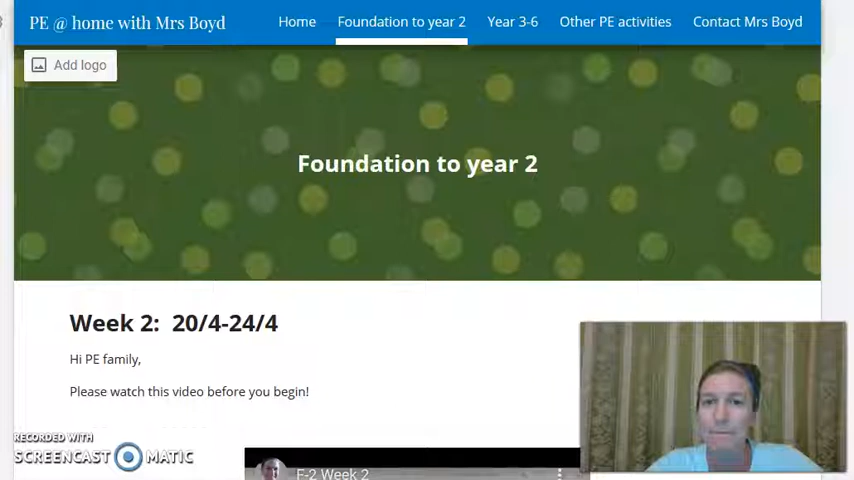 PE @ home with Mrs Boyd
Home
Foundation to year 2
Year 3-6
Other PE activities
Contact Mrs Boyd
Add logo
Foundation to year 2
Week 2: 20/4-24/4
Hi PE family,
Please watch this video before you begin!
RECORDED WITH
SCREENCAST MATIC
F-2 Week 2